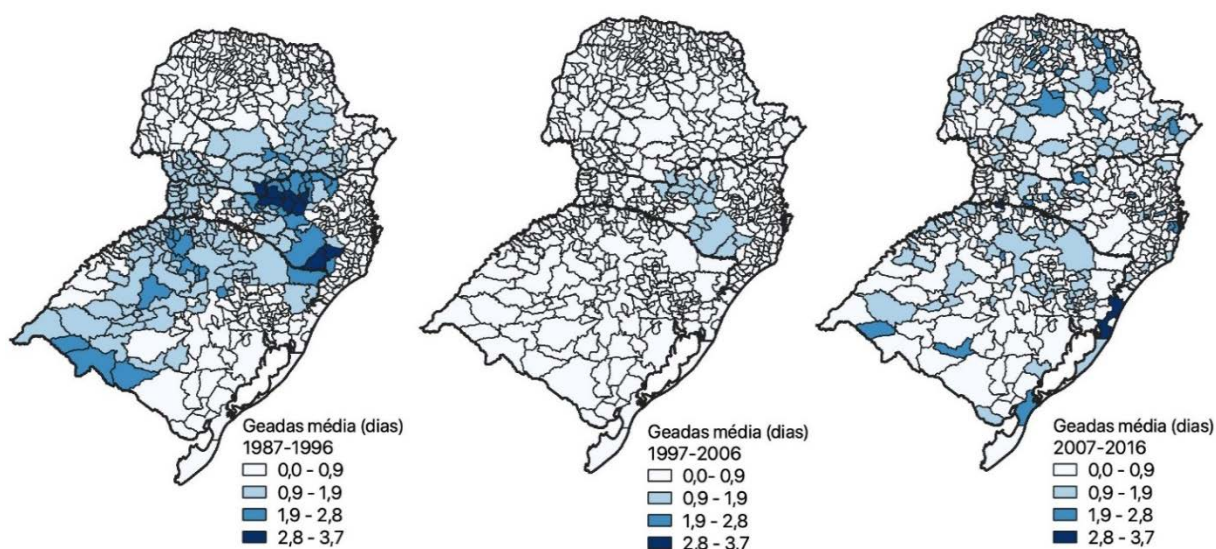 Geadas média (dias)
1987-1996
0,0 - 0,9
0,9 - 1,9
1,9 - 2,8
2,8 - 3,7
Geadas média (dias)
1997-2006
0,0- 0,9
0,9 - 1,9
1,9 - 2,8
2,8 - 3.7
Geadas média (dias)
2007-2016
0,0 - 0,9
0,9 - 1,9
1,9 - 2,8
2,8 - 3,7